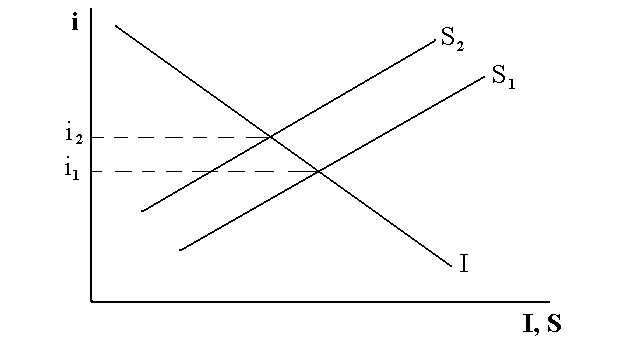 i
S₂
S₁
i₂
i₁
I
I, S